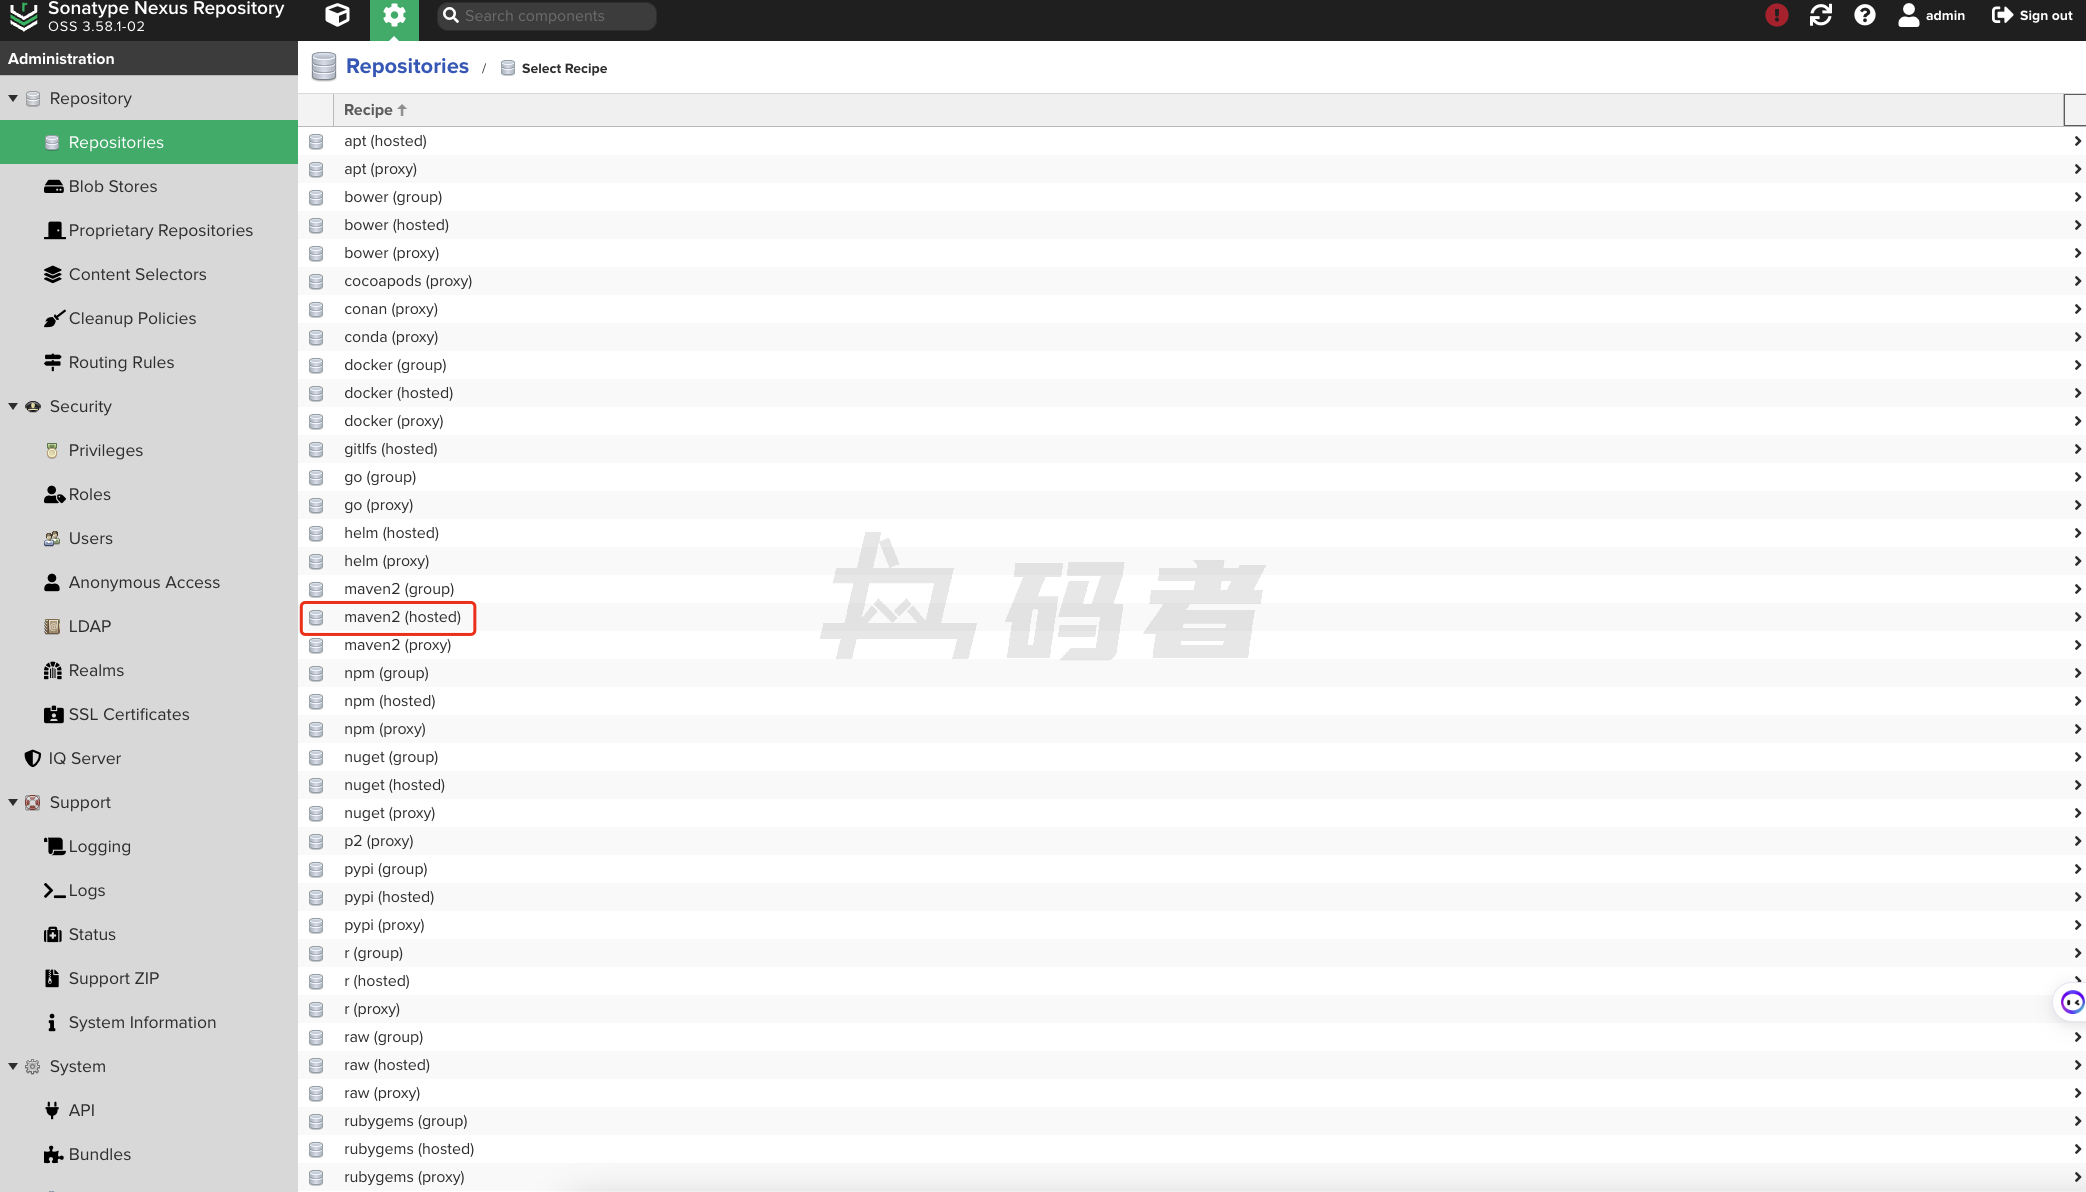 Sonatype Nexus Repository
OSS 3.58.1-02
Search components
admin
Sign out
Administration
Repository
Repositories
Blob Stores
Proprietary Repositories
Content Selectors
Cleanup Policies
Routing Rules
Security
Privileges
Roles
Users
Anonymous Access
LDAP
Realms
SSL Certificates
IQ Server
Support
Logging
Logs
Status
Support ZIP
System Information
System
API
Bundles
Repositories / Select Recipe
Recipe
apt (hosted)
apt (proxy)
bower (group)
bower (hosted)
bower (proxy)
cocoapods (proxy)
conan (proxy)
conda (proxy)
docker (group)
docker (hosted)
docker (proxy)
gitlfs (hosted)
go (group)
go (proxy)
helm (hosted)
helm (proxy)
maven2 (group)
maven2 (hosted)
maven2 (proxy)
npm (group)
npm (hosted)
npm (proxy)
nuget (group)
nuget (hosted)
nuget (proxy)
p2 (proxy)
pypi (group)
pypi (hosted)
pypi (proxy)
r (group)
r (hosted)
r (proxy)
raw (group)
raw (hosted)
raw (proxy)
rubygems (group)
rubygems (hosted)
rubygems (proxy)
码者